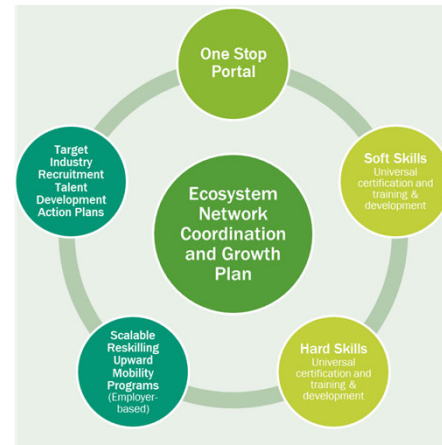 One Stop
Portal
Soft Skills
Universal
certification and
training &
development
Hard Skills
Universal
certification and
training &
development
Scalable
Reskilling
Upward
Mobility
Programs
(Employer-
based)
Target
Industry
Recruitment
Talent
Development
Action Plans
Ecosystem
Network
Coordination
and Growth
Plan